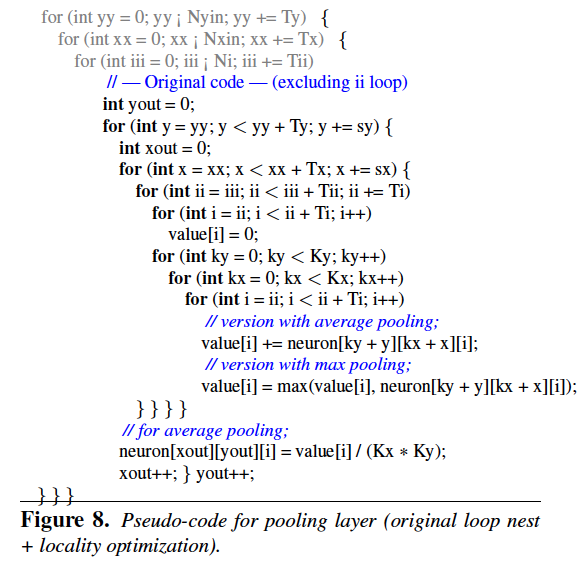 for (int yy = 0; yy ¡ Nyin; yy += Ty) {
for (int xx = 0; xx ¡ Nxin; xx += Tx) {
for (int iii = 0; iii ¡ Ni; iii += Tii)
// — Original code — (excluding ii loop)
int yout = 0;
for (int y = yy; y < yy + Ty; y += sy) {
int xout = 0;
for (int x = xx; x < xx + Tx; x += sx) {
for (int ii = iii; ii < iii + Tii; ii += Ti)
for (int i = ii; i < ii + Ti; i++)
value[i] = 0;
for (int ky = 0; ky < Ky; ky++)
for (int kx = 0; kx < Kx; kx++)
for (int i = ii; i < ii + Ti; i++)
// version with average pooling;
value[i] += neuron[ky + y][kx + x][i];
// version with max pooling;
value[i] = max(value[i], neuron[ky + y][kx + x][i]);
} } } }
// for average pooling;
neuron[xout][yout][i] = value[i] / (Kx * Ky);
xout++; } yout++;
} } }
Figure 8. Pseudo-code for pooling layer (original loop nest
+ locality optimization).